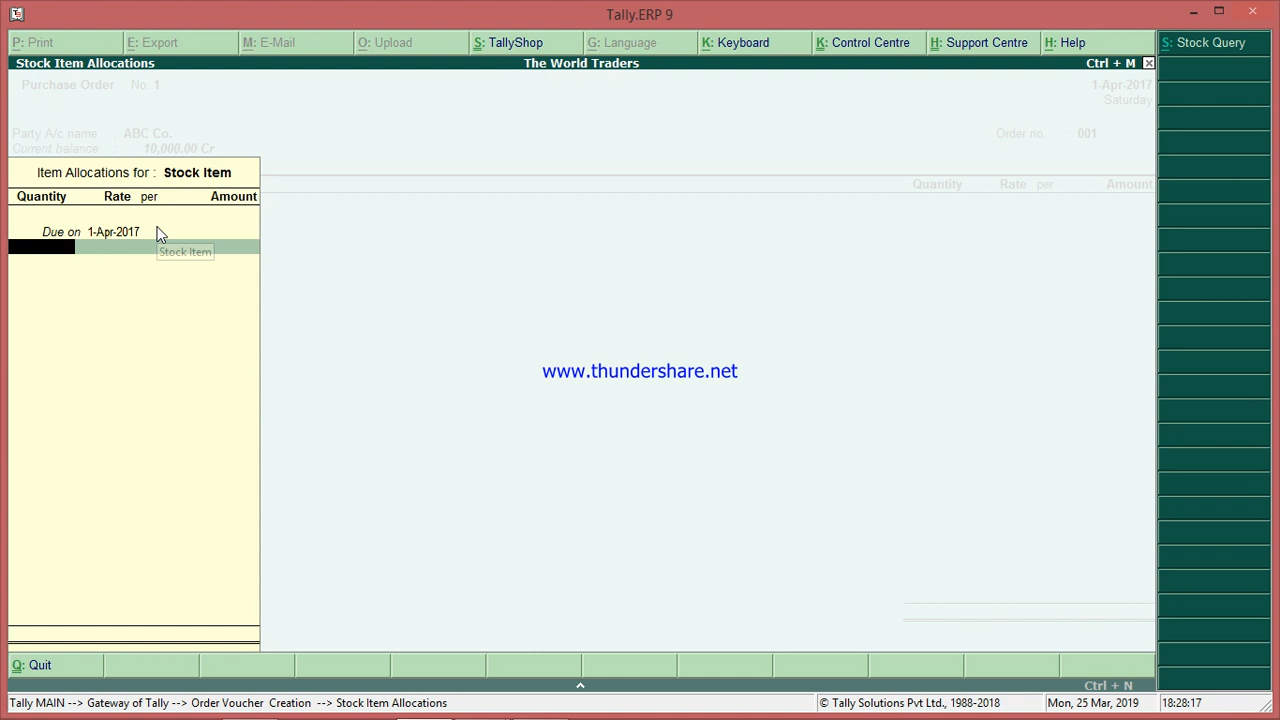 Tally.ERP 9
P: Print E: Export M: E-Mail O: Upload S: TallyShop G: Language K: Keyboard K: Control Centre H: Support Centre H: Help S: Stock Query
Stock Item Allocations The World Traders Ctrl + M
Purchase Order No. 1 1-Apr-2017
Saturday
Party A/c name : ABC Co. Order no. : 001
Current balance : 10,000.00 Cr
Item Allocations for : Stock Item
Quantity Rate per Amount
Quantity Rate per Amount
Due on 1-Apr-2017
Stock Item
www.thundershare.net
Q: Quit
Ctrl + N
Tally MAIN --> Gateway of Tally --> Order Voucher Creation --> Stock Item Allocations © Tally Solutions Pvt Ltd., 1988-2018 Mon, 25 Mar, 2019 18:28:17